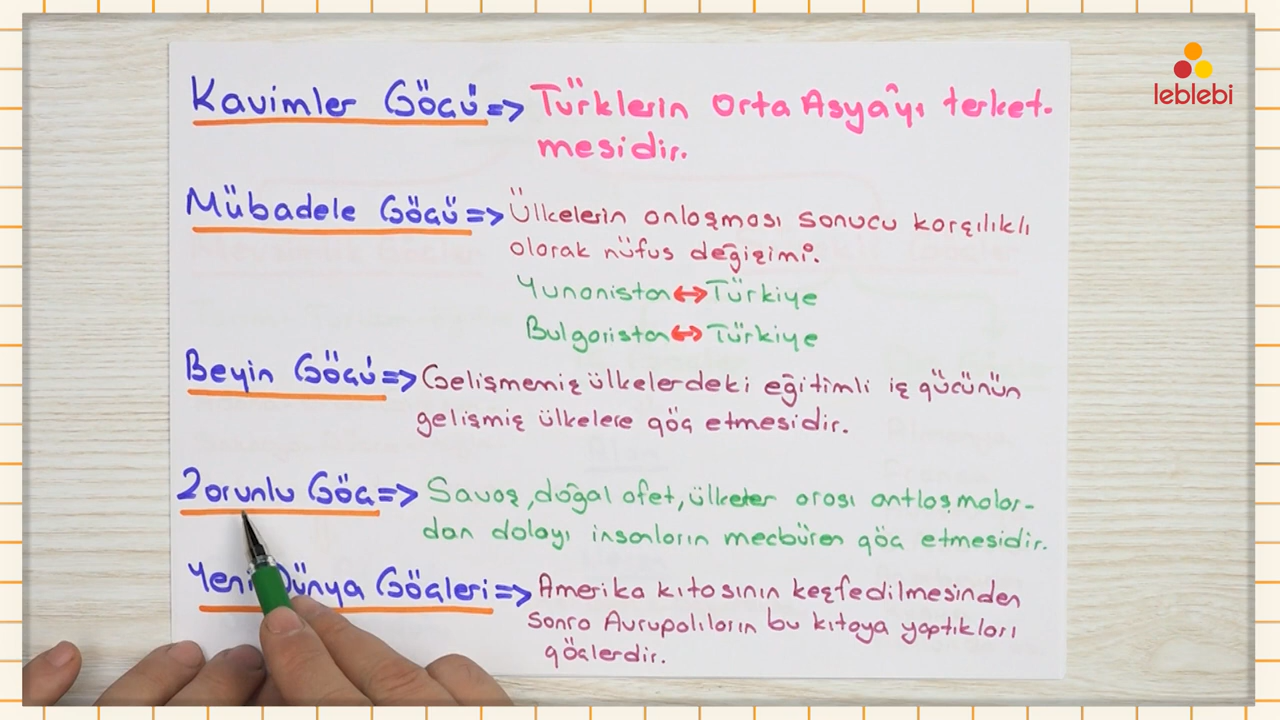 leblebi
Kavimler Göçü => Türklerin Orta Asya'yı terket-
mesidir.
Mübadele Göçü => Ülkelerin anlaşması sonucu karşılıklı
olarak nüfus değişimi.
Yunanistan ↔ Türkiye
Bulgaristan ↔ Türkiye
Beyin Göçü => Gelişmemiş ülkelerdeki eğitimli iş gücünün
gelişmiş ülkelere göç etmesidir.
Zorunlu Göç => Savaş, doğal afet, ülkeler arası antlaşmalar-
dan dolayı insanların mecbüren göç etmesidir.
Yeni Dünya Göçleri => Amerika kıtasının keşfedilmesinden
sonra Avrupalıların bu kıtaya yaptıkları
göçlerdir.